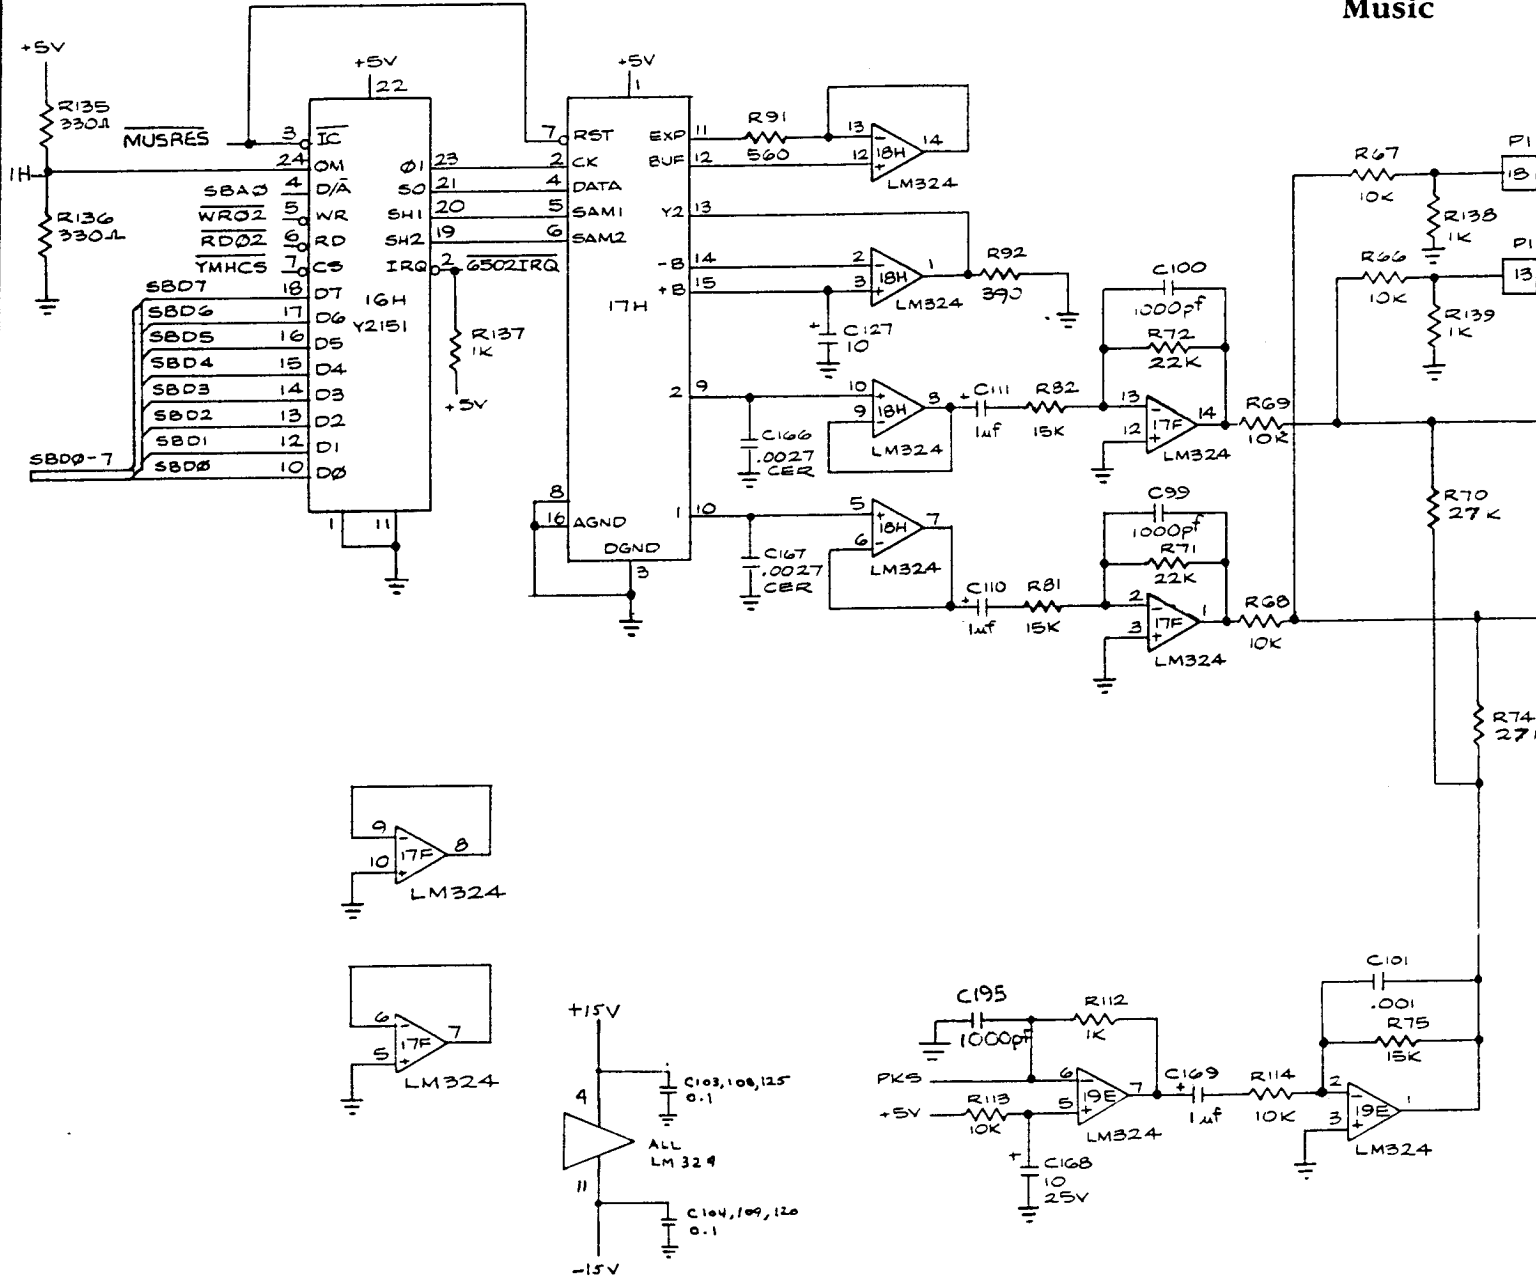 Music
+5V
R135
330Ω
1H
R136
330Ω
MUSRES
SBAØ
WRO2
RDO2
YMHCS
SBD7
SBD6
SBD5
SBD4
SBD3
SBD2
SBD1
SBDØ
SBDØ-7
+5V
22
3 IC
24 ØM
4 D/A
5 WR
6 RD
7 CS
18 D7
17 D6
16 D5
15 D4
14 D3
13 D2
12 D1
10 DØ
Ø1 23
SO 21
SH1 20
SH2 19
IRQ 2
6502IRQ
16H
Y2151
R137
1K
+5V
1
11
+5V
1
7 RST
2 CK
4 DATA
5 SAM1
6 SAM2
17H
8
16 AGND
DGND
3
EXP 11
BUF 12
Y2 13
-B 14
+B 15
2 9
1 10
R91
560
13
-
12
+
18H
14
LM324
2
-
3
+
18H
1
LM324
R92
390
+
C127
10
C166
.0027
CER
10
+
9
-
18H
8
LM324
+
C111
1uf
R82
15K
C100
1000pf
R72
22K
13
-
12
+
17F
14
LM324
R69
10K
C167
.0027
CER
5
+
6
-
18H
7
LM324
+
C110
1uf
R81
15K
C99
1000pf
R71
22K
2
-
3
+
17F
1
LM324
R68
10K
R67
10K
R138
1K
P1
18
R66
10K
R139
1K
P1
13
R70
27K
R74
27
9
-
10
+
17F
8
LM324
6
-
5
+
17F
7
LM324
+15V
4
C103,108,125
0.1
ALL
LM324
11
C104,109,120
0.1
-15V
C195
1000pf
R112
1K
PKS
+5V
R113
10K
6
-
5
+
19E
7
LM324
+
C168
10
25V
+
C169
1uf
R114
10K
C101
.001
R75
15K
2
-
3
+
19E
1
LM324